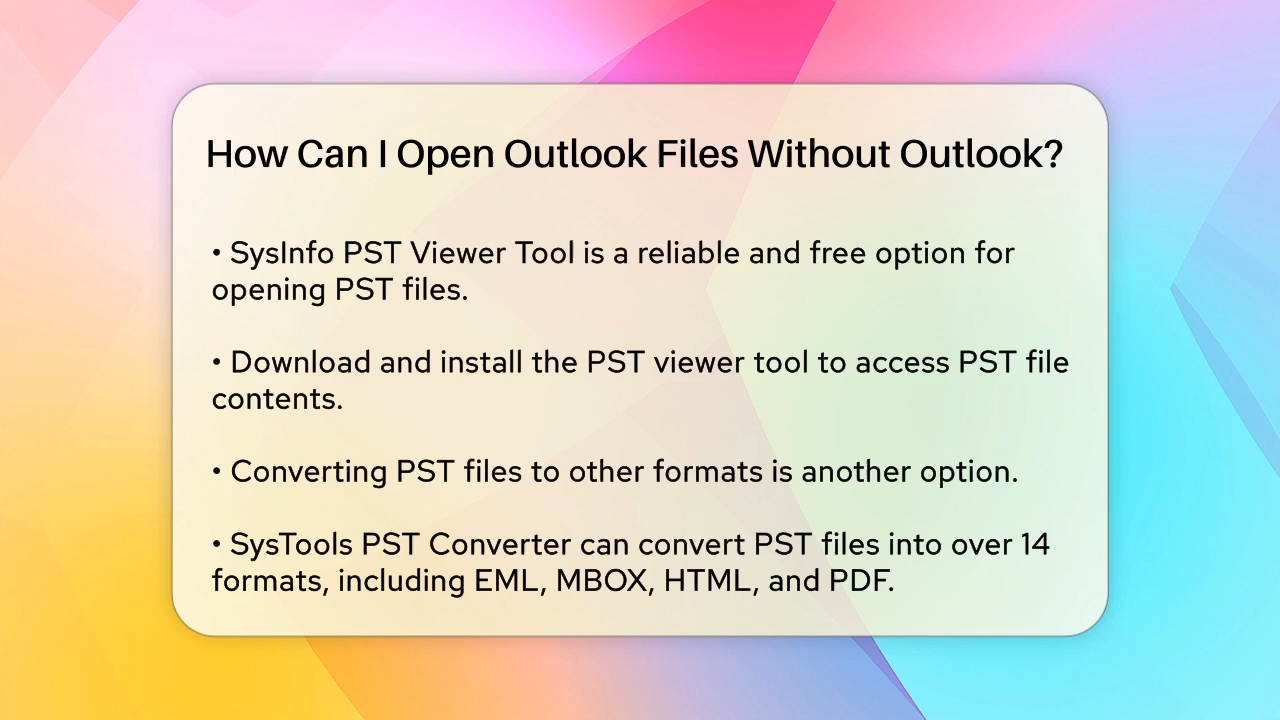 How Can I Open Outlook Files Without Outlook?
• SysInfo PST Viewer Tool is a reliable and free option for
opening PST files.
• Download and install the PST viewer tool to access PST file
contents.
• Converting PST files to other formats is another option.
• SysTools PST Converter can convert PST files into over 14
formats, including EML, MBOX, HTML, and PDF.